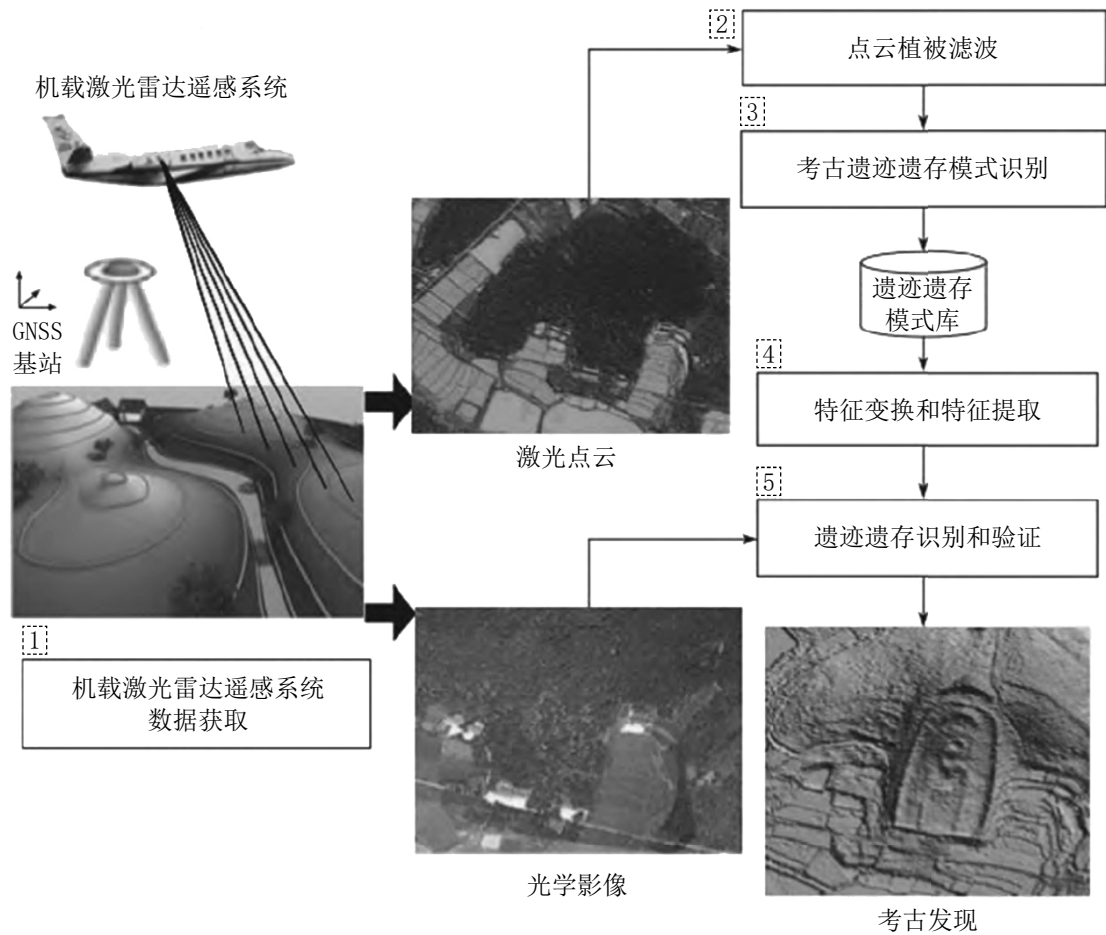 机载激光雷达遥感系统
GNSS
基站
1
机载激光雷达遥感系统
数据获取
激光点云
光学影像
2
点云植被滤波
3
考古遗迹遗存模式识别
遗迹遗存
模式库
4
特征变换和特征提取
5
遗迹遗存识别和验证
考古发现